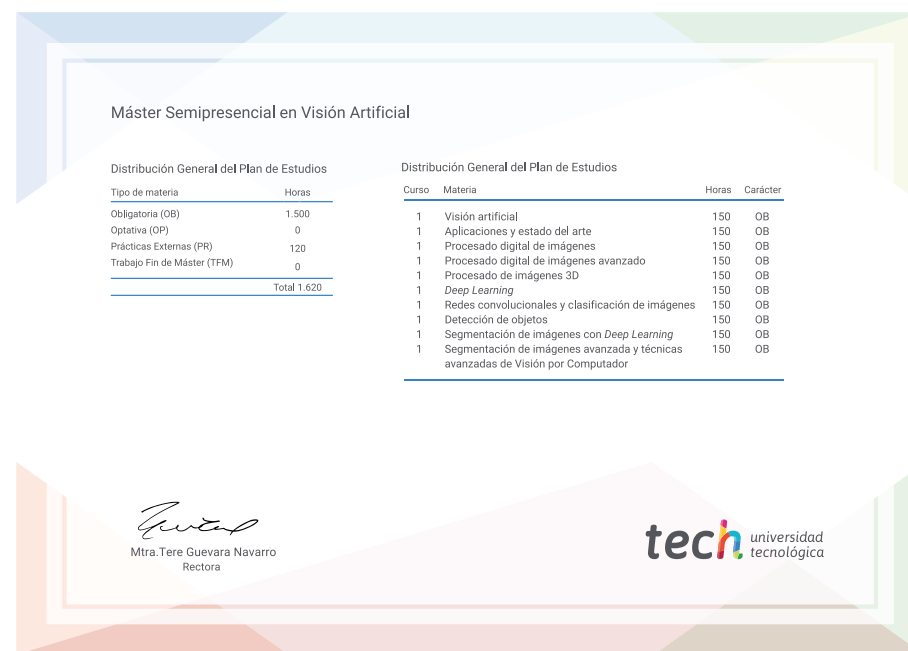 Máster Semipresencial en Visión Artificial
Distribución General del Plan de Estudios
Tipo de materia Horas
Obligatoria (OB) 1.500
Optativa (OP) 0
Prácticas Externas (PR) 120
Trabajo Fin de Máster (TFM) 0
Total 1.620
Distribución General del Plan de Estudios
Curso Materia Horas Carácter
1 Visión artificial 150 OB
1 Aplicaciones y estado del arte 150 OB
1 Procesado digital de imágenes 150 OB
1 Procesado digital de imágenes avanzado 150 OB
1 Procesado de imágenes 3D 150 OB
1 Deep Learning 150 OB
1 Redes convolucionales y clasificación de imágenes 150 OB
1 Detección de objetos 150 OB
1 Segmentación de imágenes con Deep Learning 150 OB
1 Segmentación de imágenes avanzada y técnicas 150 OB
avanzadas de Visión por Computador
Mtra.Tere Guevara Navarro
Rectora
tech universidad
tecnológica